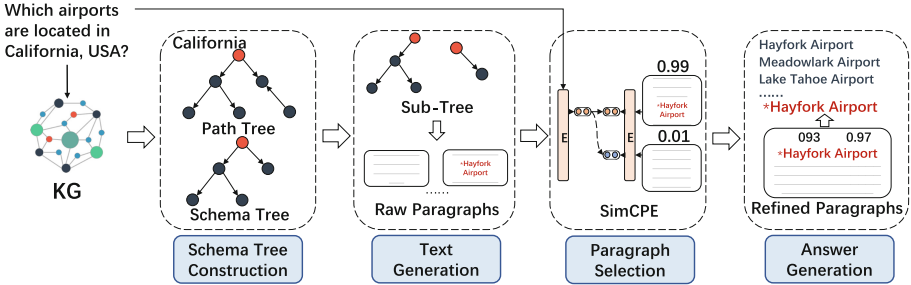 Which airports
are located in
California, USA?
KG
California
Path Tree
Schema Tree
Schema Tree
Construction
Sub-Tree
*Hayfork
Airport
......
Raw Paragraphs
Text
Generation
E
E
0.99
*Hayfork
Airport
0.01
SimCPE
Paragraph
Selection
Hayfork Airport
Meadowlark Airport
Lake Tahoe Airport
......
*Hayfork Airport
093 0.97
*Hayfork Airport
Refined Paragraphs
Answer
Generation